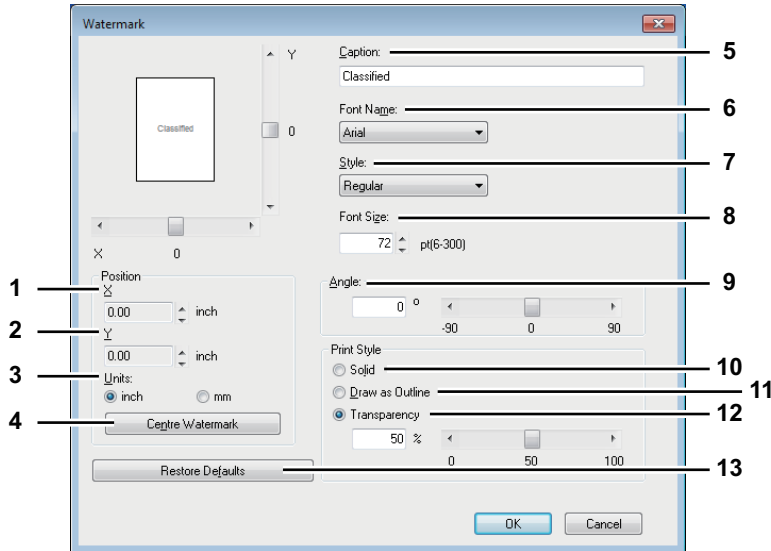 Watermark
Y
Classified
0
X 0
Position
X
0.00 inch
Y
0.00 inch
Units:
inch mm
Centre Watermark
Restore Defaults
Caption:
Classified
Font Name:
Arial
Style:
Regular
Font Size:
72 pt(6-300)
Angle:
0 °
-90 0 90
Print Style
Solid
Draw as Outline
Transparency
50 %
0 50 100
OK Cancel
1
2
3
4
5
6
7
8
9
10
11
12
13